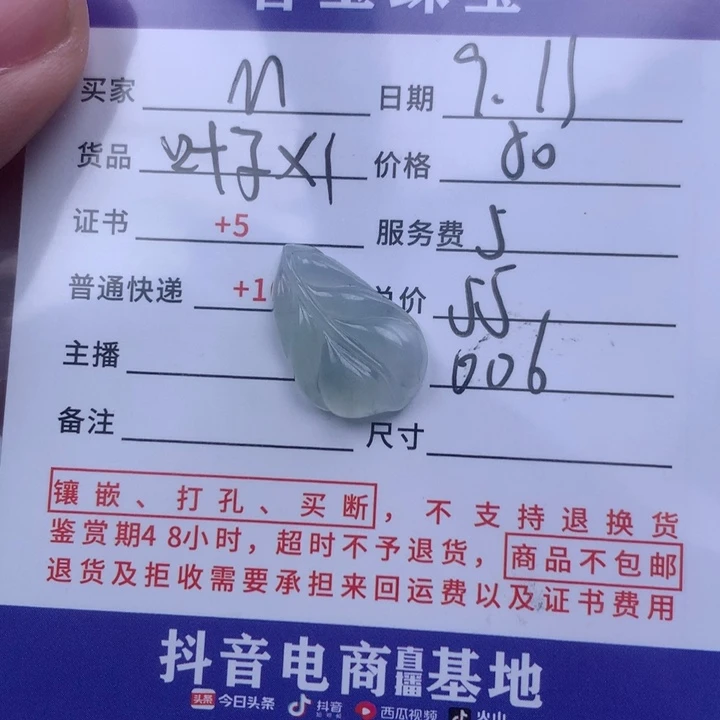 买家 M 日期 9.11
货品 叶子×1 价格 50
证书 +5 服务费 5
普通快递 +1 总价 55
主播 006
备注 尺寸
镶嵌、打孔、买断，不支持退换货
鉴赏期48小时，超时不予退货，商品不包邮
退货及拒收需要承担来回运费以及证书费用
抖音电商直播基地
头条 今日头条 抖音 西瓜视频 火山